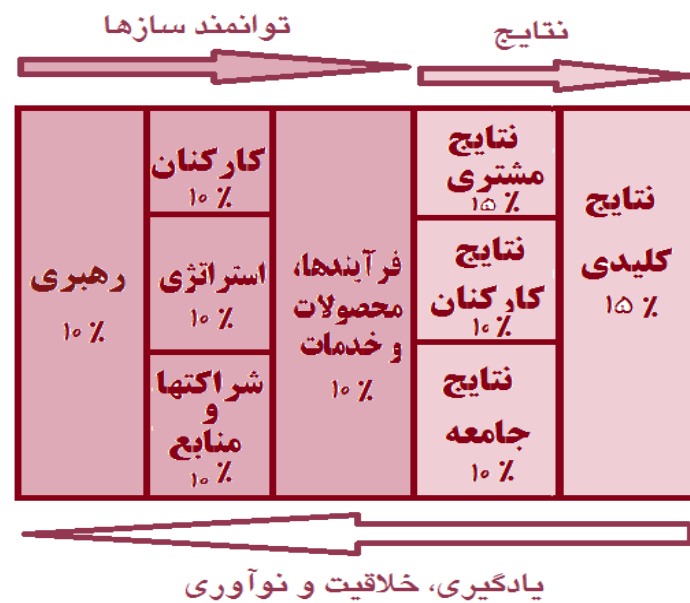 توانمند سازها
نتایج
رهبری
۱۰ ٪
کارکنان
۱۰ ٪
استراتژی
۱۰ ٪
شراکتها
و
منابع
۱۰ ٪
فرآیندها،
محصولات
و خدمات
۱۰ ٪
نتایج
مشتری
۱۵ ٪
نتایج
کارکنان
۱۰ ٪
نتایج
جامعه
۱۰ ٪
نتایج
کلیدی
۱۵ ٪
یادگیری، خلاقیت و نوآوری